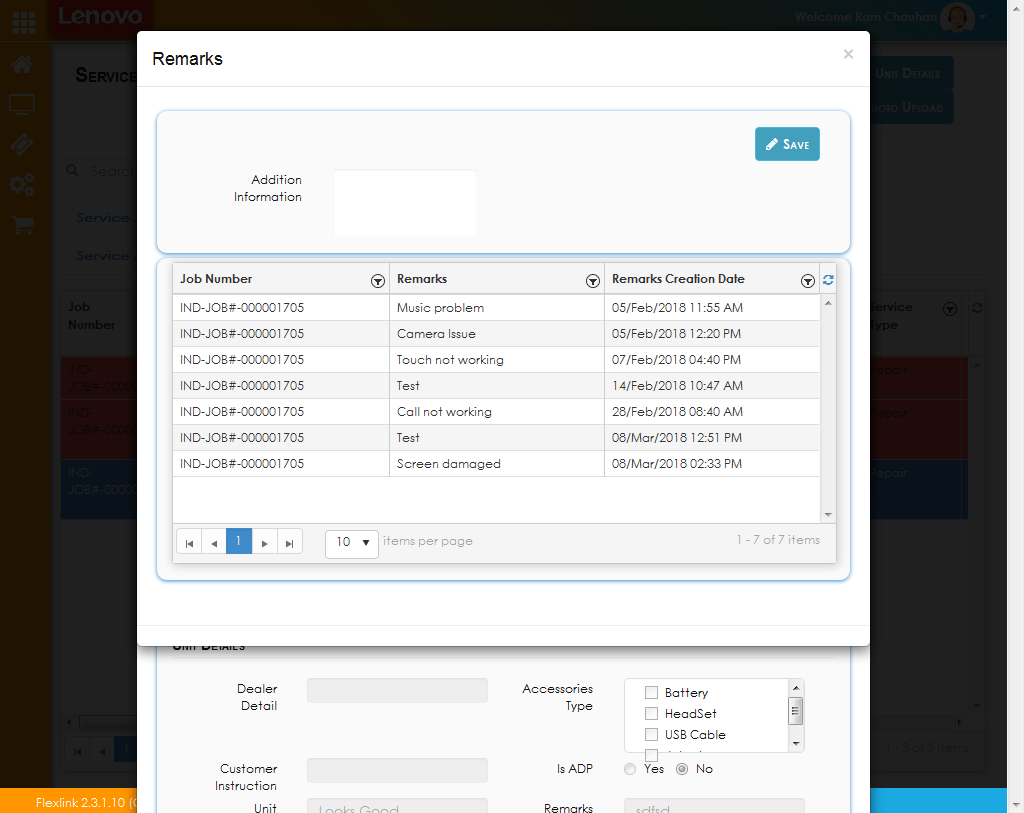 Lenovo
Welcome Ram Chauhan
Remarks
×
Service
Unit Details
Photo Upload
Save
Search
Addition
Information
Service
Service
Job Number Remarks Remarks Creation Date
IND-JOB#-000001705 Music problem 05/Feb/2018 11:55 AM
IND-JOB#-000001705 Camera Issue 05/Feb/2018 12:20 PM
IND-JOB#-000001705 Touch not working 07/Feb/2018 04:40 PM
IND-JOB#-000001705 Test 14/Feb/2018 10:47 AM
IND-JOB#-000001705 Call not working 28/Feb/2018 08:40 AM
IND-JOB#-000001705 Test 08/Mar/2018 12:51 PM
IND-JOB#-000001705 Screen damaged 08/Mar/2018 02:33 PM
1 10 items per page 1 - 7 of 7 items
Job
Number
Service
Type
IND-
JOB#-0000
Repair
IND-
JOB#-0000
Repair
IND-
JOB#-0000
Repair
Unit Details
Dealer
Detail
Accessories
Type
Battery
HeadSet
USB Cable
Customer
Instruction
Is ADP Yes No
1 - 3 of 3 items
Unit Looks Good Remarks sdfsd
Flexlink 2.3.1.10 (